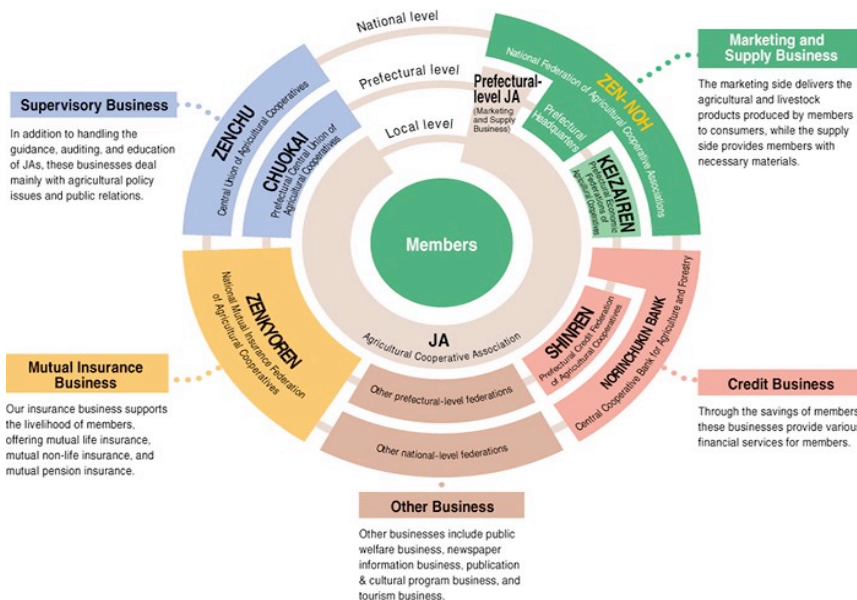 National level
Prefectural level
Local level
Supervisory Business
In addition to handling the
guidance, auditing, and education
of JAs, these businesses deal
mainly with agricultural policy
issues and public relations.
ZENCHU
Central Union of Agricultural Cooperatives
CHUOKAI
Prefectural Central Union of
Agricultural Cooperatives
Prefectural-
level JA
(Marketing
and Supply
Business)
National Federation of Agricultural Cooperative Associations
ZEN-NOH
Prefectural
Headquarters
KEIZAIREN
Prefectural Economic
Federations of
Agricultural Cooperatives
Marketing and
Supply Business
The marketing side delivers the
agricultural and livestock
products produced by members
to consumers, while the supply
side provides members with
necessary materials.
Members
JA
Agricultural Cooperative Association
ZENKYOREN
National Mutual Insurance Federation
of Agricultural Cooperatives
Mutual Insurance
Business
Our insurance business supports
the livelihood of members,
offering mutual life insurance,
mutual non-life insurance, and
mutual pension insurance.
SHINREN
Prefectural Credit Federation
of Agricultural Cooperatives
NORINCHUKIN BANK
Central Cooperative Bank for Agriculture and Forestry
Credit Business
Through the savings of members
these businesses provide various
financial services for members.
Other prefectural-level federations
Other national-level federations
Other Business
Other businesses include public
welfare business, newspaper
information business, publication
& cultural program business, and
tourism business.